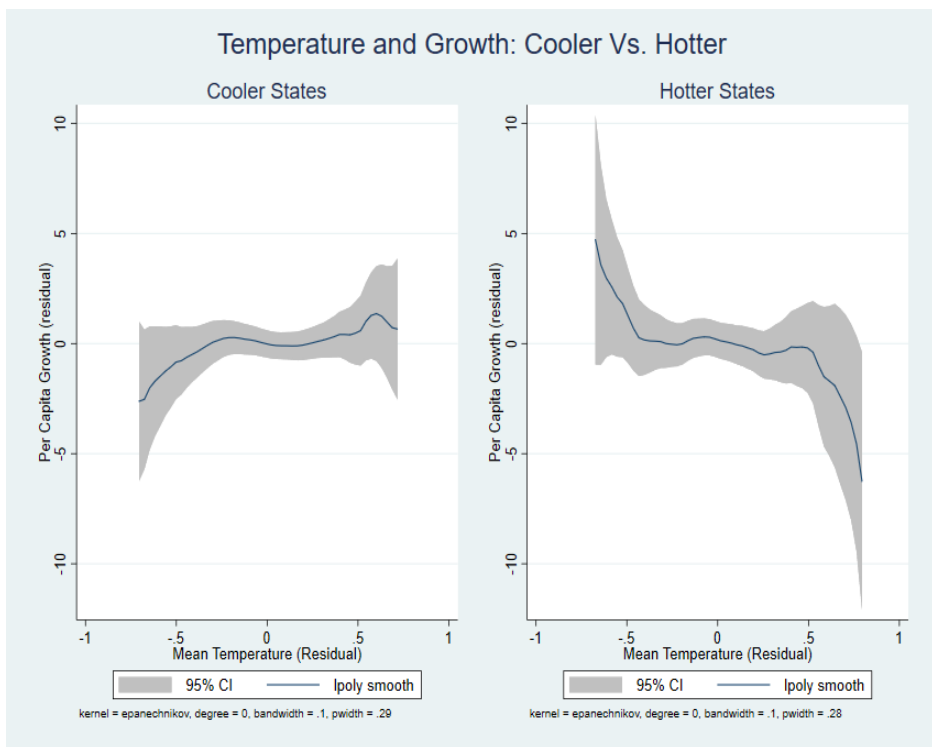 Temperature and Growth: Cooler Vs. Hotter
Cooler States
10
5
0
-5
-10
Per Capita Growth (residual)
-1
-.5
0
.5
1
Mean Temperature (Residual)
95% CI
lpoly smooth
kernel = epanechnikov, degree = 0, bandwidth = .1, pwidth = .29
Hotter States
10
5
0
-5
-10
Per Capita Growth (residual)
-1
-.5
0
.5
1
Mean Temperature (Residual)
95% CI
lpoly smooth
kernel = epanechnikov, degree = 0, bandwidth = .1, pwidth = .28